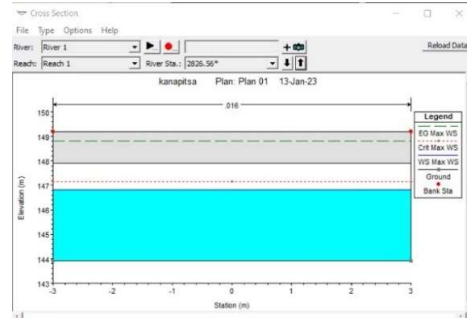 Cross Section
File Type Options Help
River: River 1
Reload Data
Reach: Reach 1 River Sta.: 2826.56*
kanapitsa Plan: Plan 01 13-Jan-23
.016
Legend
EG Max WS
Crit Max WS
WS Max WS
Ground
Bank Sta
150
149
148
147
146
145
144
143
Elevation (m)
-3 -2 -1 0 1 2 3
Station (m)